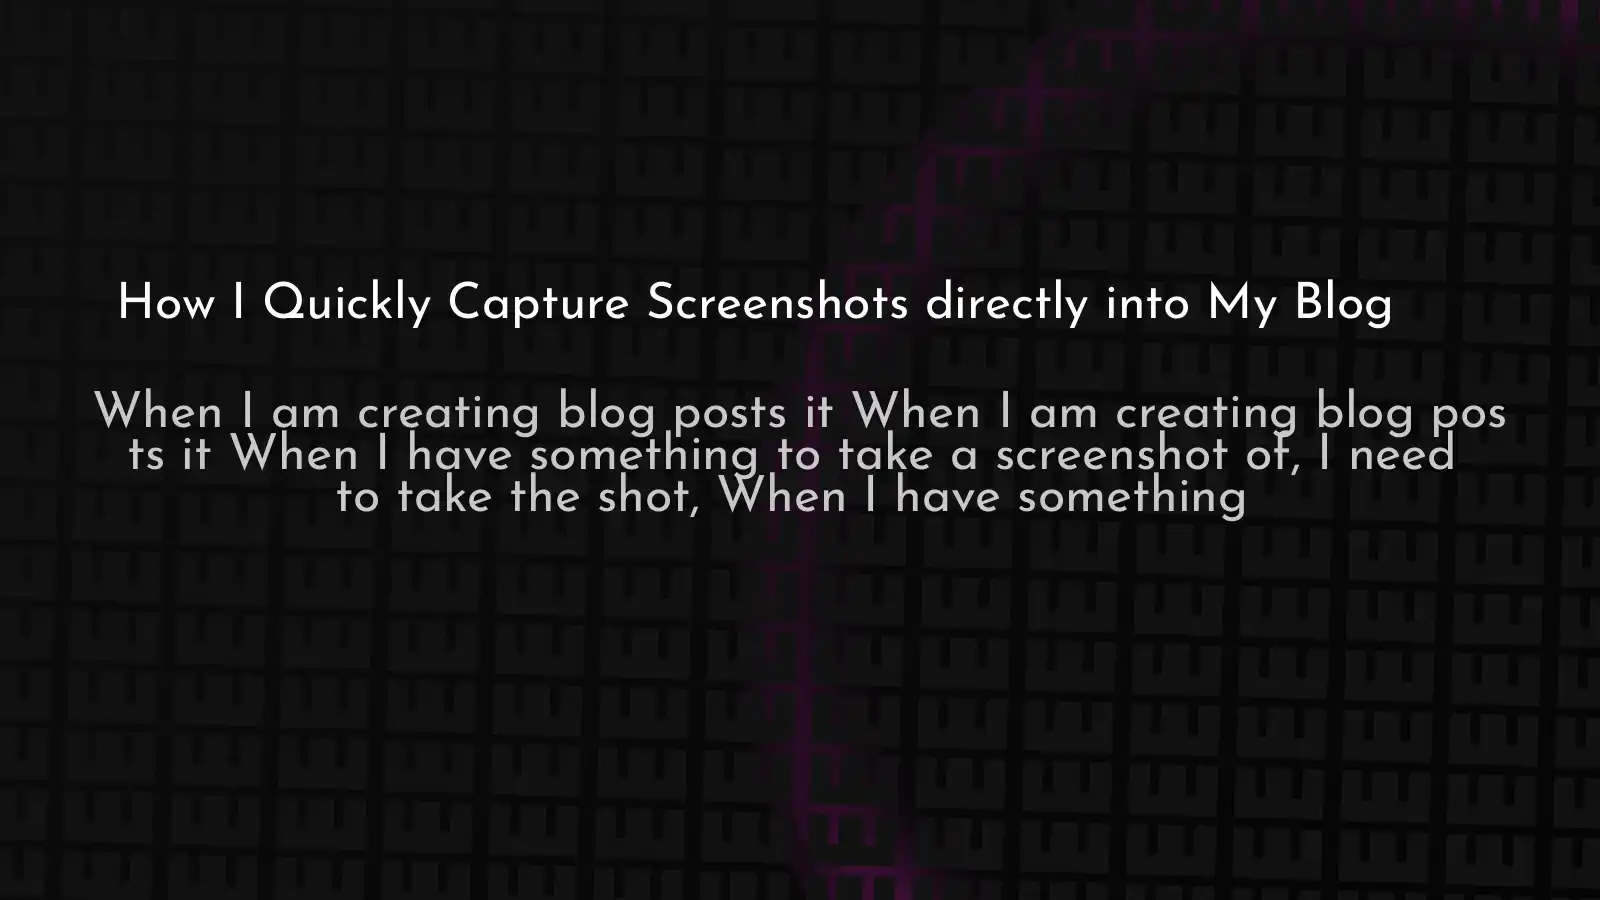 How I Quickly Capture Screenshots directly into My Blog
When I am creating blog posts it When I am creating blog pos
ts it When I have something to take a screenshot of, I need
to take the shot, When I have something